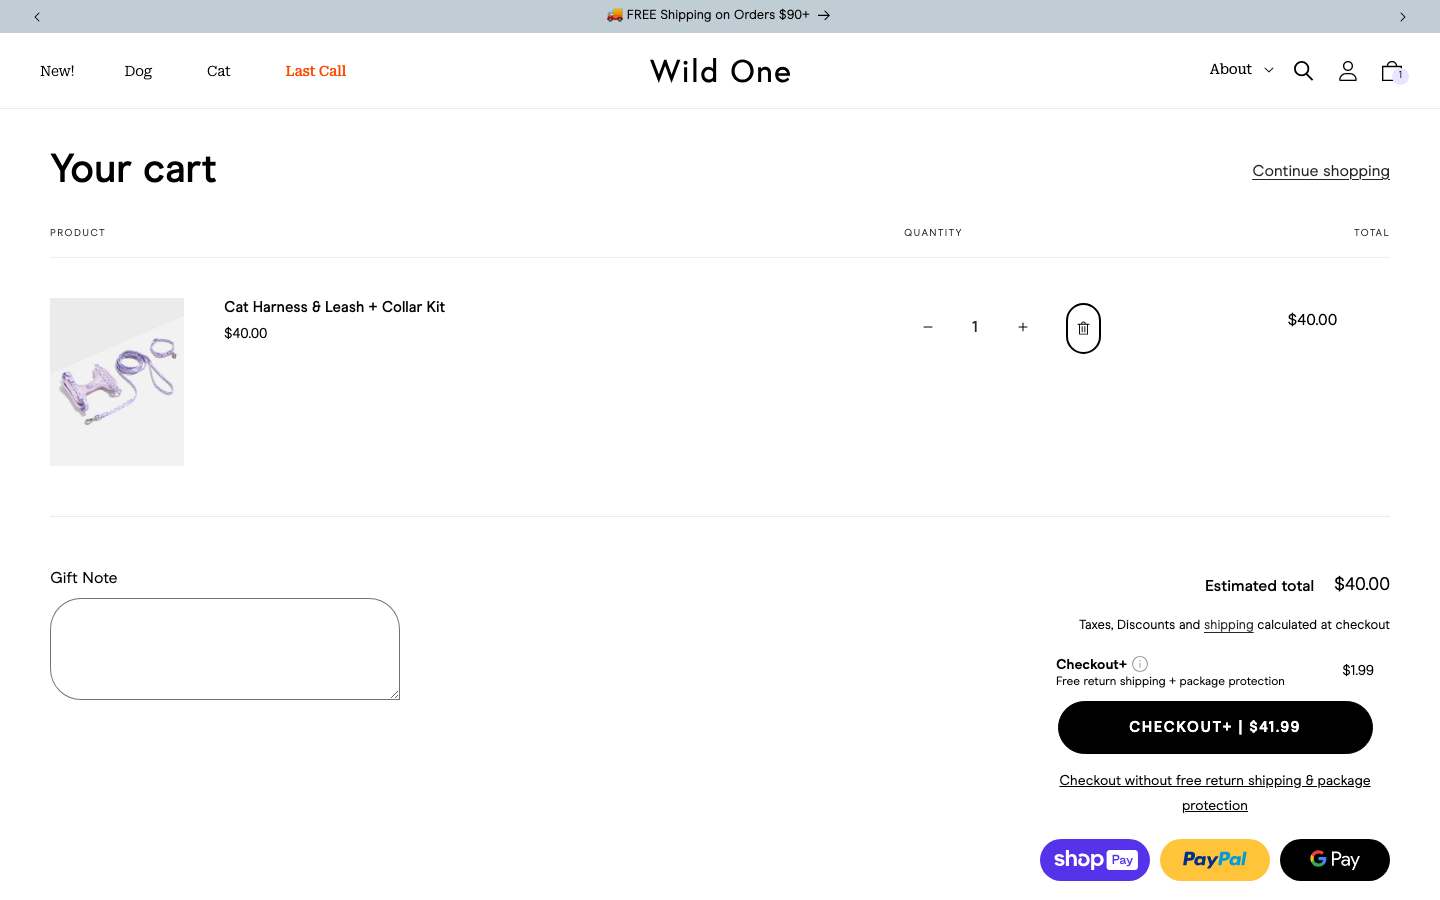 🚚 FREE Shipping on Orders $90+ →
New! Dog Cat Last Call
Wild One
About
1
Your cart
Continue shopping
PRODUCT QUANTITY TOTAL
Cat Harness & Leash + Collar Kit
$40.00
− 1 +
$40.00
Gift Note
Estimated total $40.00
Taxes, Discounts and shipping calculated at checkout
Checkout+
$1.99
Free return shipping + package protection
CHECKOUT+ | $41.99
Checkout without free return shipping & package
protection
shop Pay
PayPal
G Pay